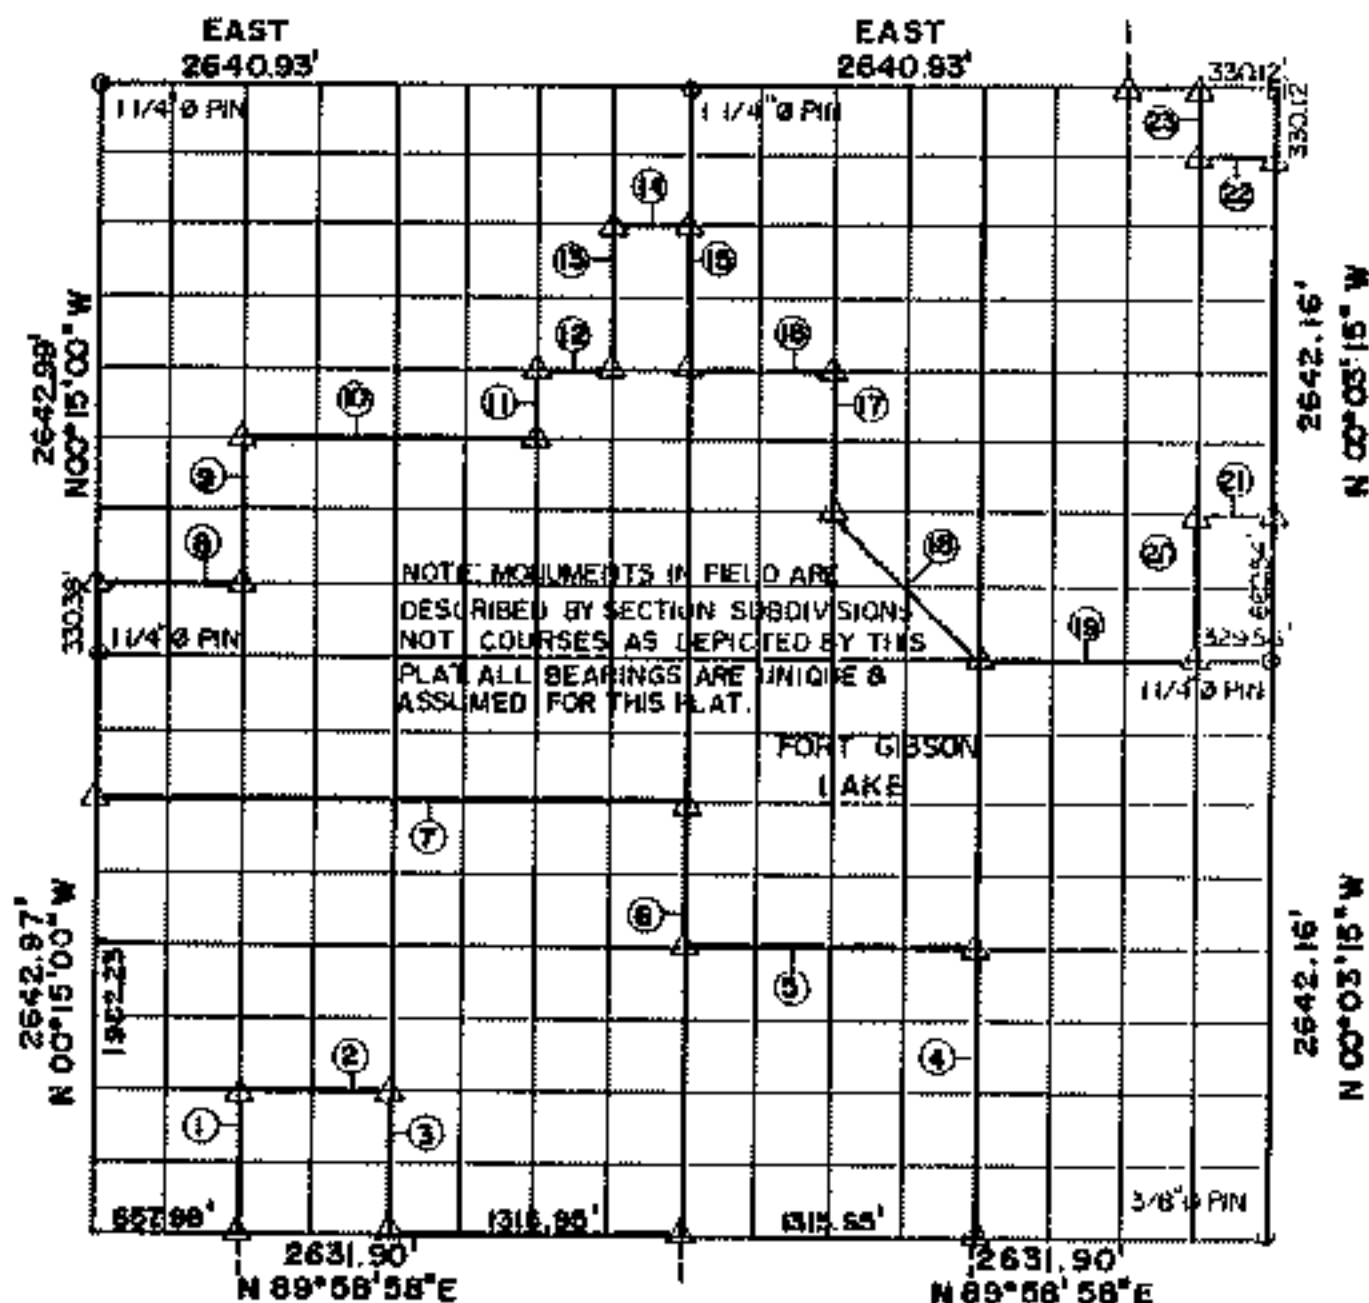 EAST
2640.93'
EAST
2640.93'
330.12'
330.12
1 1/4" Ø PIN
1 1/4" Ø PIN
23
22
14
13
15
12
16
11
17
10
9
8
2642.99'
N00°15'00"W
2642.16'
N 00°03'15" W
21
20
18
19
330.38'
1 1/4" Ø PIN
NOTE: MONUMENTS IN FIELD ARE
DESCRIBED BY SECTION SUBDIVISIONS
NOT COURSES AS DEPICTED BY THIS
PLAT. ALL BEARINGS ARE UNIQUE &
ASSUMED FOR THIS PLAT.
1 1/4" Ø PIN
FORT GIBSON
LAKE
7
6
5
4
2642.97'
N 00°15'00"W
2642.16'
N 00°03'15"W
2
1
3
3/8" Ø PIN
657.98'
1315.95'
2631.90'
N 89°58'58"E
2631.90'
N 89°58'58"E